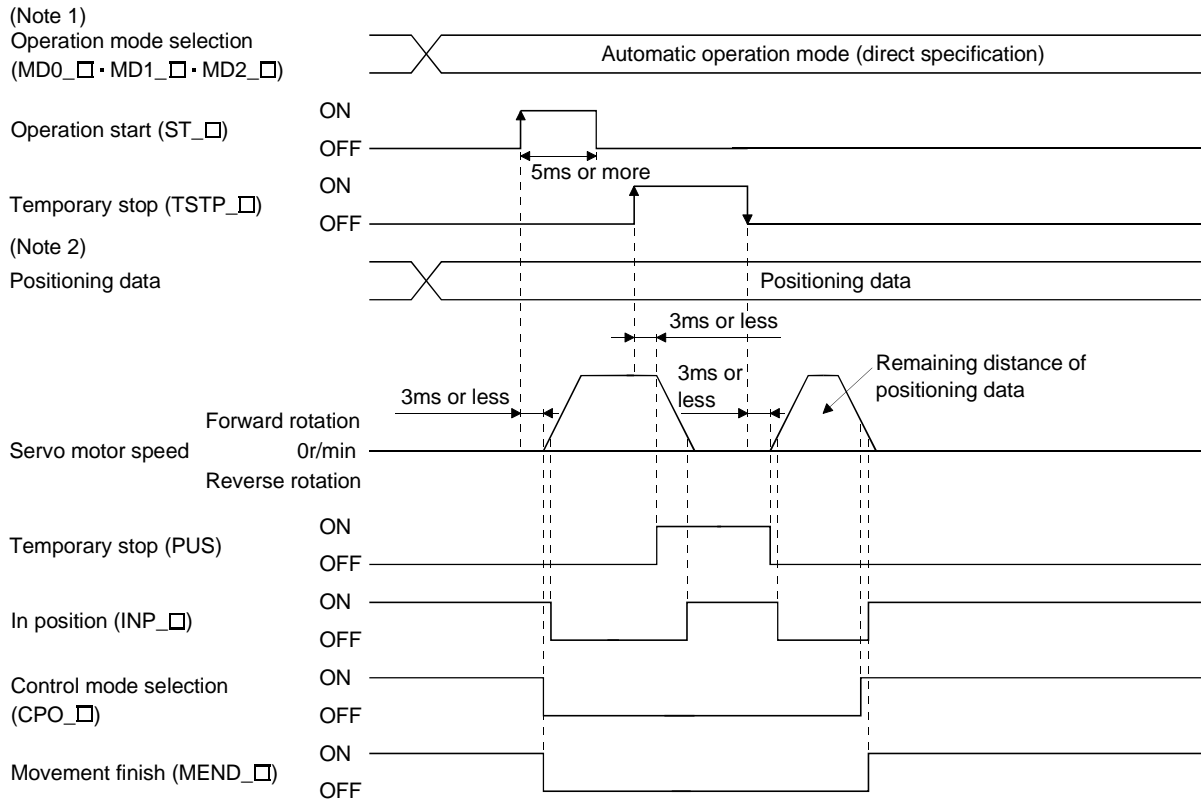 (Note 1)
Operation mode selection
(MD0_□ · MD1_□ · MD2_□)
Automatic operation mode (direct specification)
ON
Operation start (ST_□)
OFF
5ms or more
ON
Temporary stop (TSTP_□)
OFF
(Note 2)
Positioning data
Positioning data
3ms or less
3ms or less
3ms or
less
Remaining distance of
positioning data
Forward rotation
Servo motor speed 0r/min
Reverse rotation
ON
Temporary stop (PUS)
OFF
ON
In position (INP_□)
OFF
Control mode selection
(CPO_□)
ON
OFF
ON
Movement finish (MEND_□)
OFF